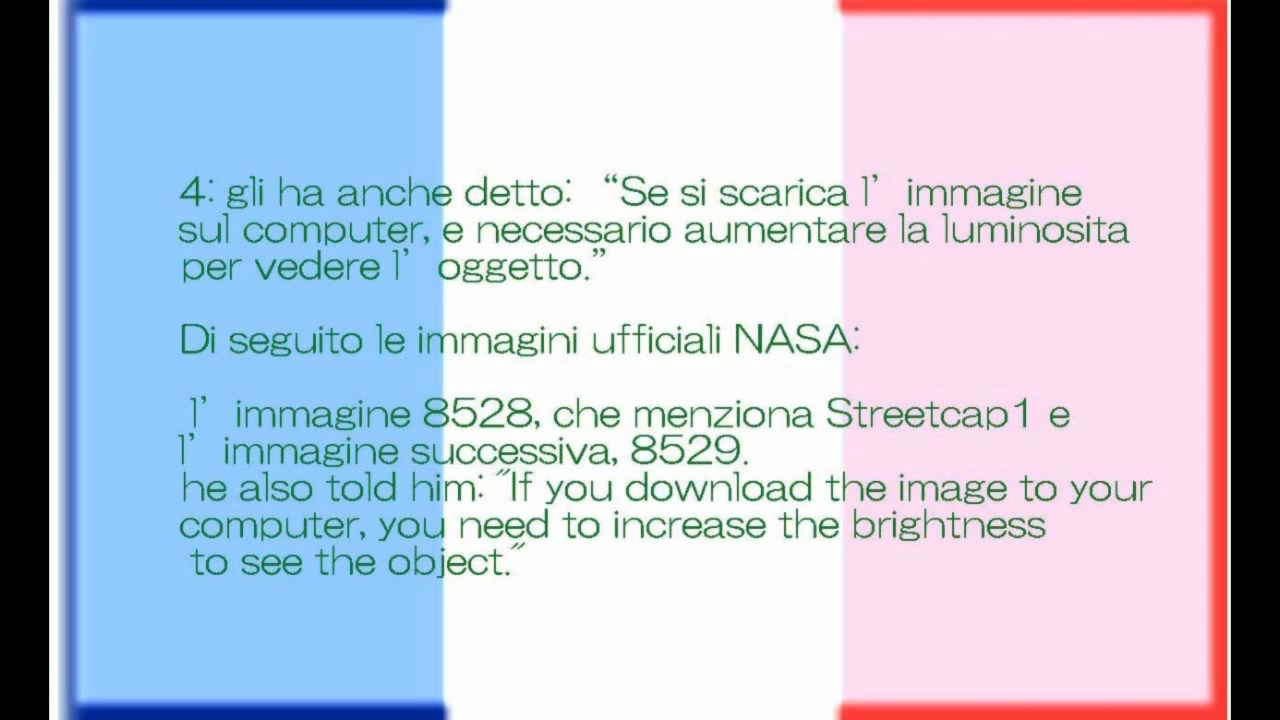 4: gli ha anche detto: “Se si scarica l’ immagine
sul computer, e necessario aumentare la luminosita
per vedere l’ oggetto.”
Di seguito le immagini ufficiali NASA:
l’ immagine 8528, che menziona Streetcap1 e
l’ immagine successiva, 8529.
he also told him: "If you download the image to your
computer, you need to increase the brightness
to see the object."